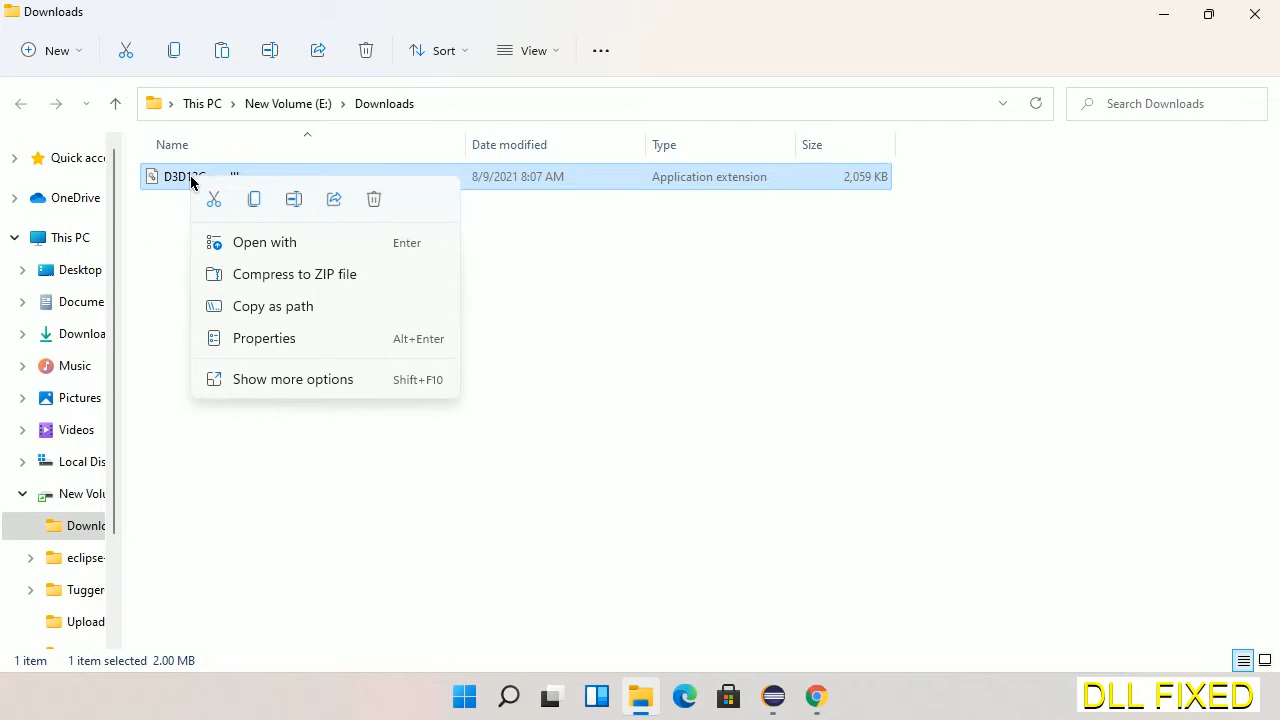 Downloads
New
Sort
View
This PC
New Volume (E:)
Downloads
Search Downloads
Name
Date modified
Type
Size
Quick acc
8/9/2021 8:07 AM
Application extension
2,059 KB
OneDrive
This PC
Desktop
Docume
Downloa
Music
Pictures
Videos
Local Dis
New Volu
Downlo
eclipse-
Tugger
Upload
Open with Enter
Compress to ZIP file
Copy as path
Properties Alt+Enter
Show more options Shift+F10
1 item 1 item selected 2.00 MB
DLL FIXED